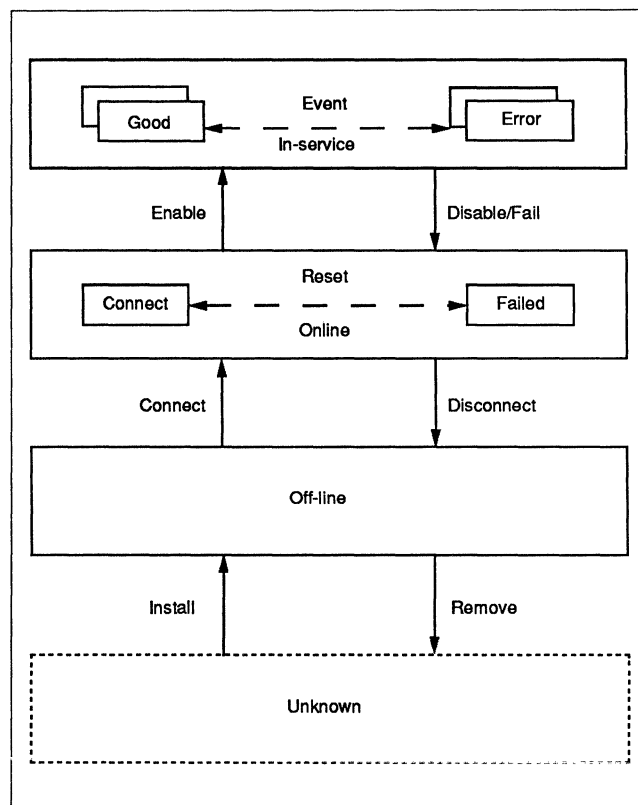 Event
Good
Error
In-service
Enable
Disable/Fail
Reset
Connect
Failed
Online
Connect
Disconnect
Off-line
Install
Remove
Unknown